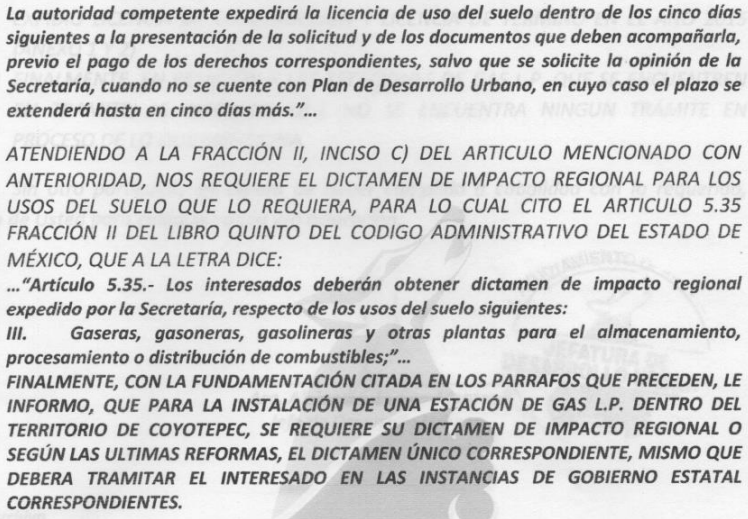 La autoridad competente expedirá la licencia de uso del suelo dentro de los cinco días
siguientes a la presentación de la solicitud y de los documentos que deben acompañarla,
previo el pago de los derechos correspondientes, salvo que se solicite la opinión de la
Secretaría, cuando no se cuente con Plan de Desarrollo Urbano, en cuyo caso el plazo se
extenderá hasta en cinco días más.”...
ATENDIENDO A LA FRACCIÓN II, INCISO C) DEL ARTICULO MENCIONADO CON
ANTERIORIDAD, NOS REQUIERE EL DICTAMEN DE IMPACTO REGIONAL PARA LOS
USOS DEL SUELO QUE LO REQUIERA, PARA LO CUAL CITO EL ARTICULO 5.35
FRACCIÓN II DEL LIBRO QUINTO DEL CODIGO ADMINISTRATIVO DEL ESTADO DE
MÉXICO, QUE A LA LETRA DICE:
...“Artículo 5.35.- Los interesados deberán obtener dictamen de impacto regional
expedido por la Secretaría, respecto de los usos del suelo siguientes:
III. Gaseras, gasoneras, gasolineras y otras plantas para el almacenamiento,
procesamiento o distribución de combustibles;”...
FINALMENTE, CON LA FUNDAMENTACIÓN CITADA EN LOS PARRAFOS QUE PRECEDEN, LE
INFORMO, QUE PARA LA INSTALACIÓN DE UNA ESTACIÓN DE GAS L.P. DENTRO DEL
TERRITORIO DE COYOTEPEC, SE REQUIERE SU DICTAMEN DE IMPACTO REGIONAL O
SEGÚN LAS ULTIMAS REFORMAS, EL DICTAMEN ÚNICO CORRESPONDIENTE, MISMO QUE
DEBERA TRAMITAR EL INTERESADO EN LAS INSTANCIAS DE GOBIERNO ESTATAL
CORRESPONDIENTES.